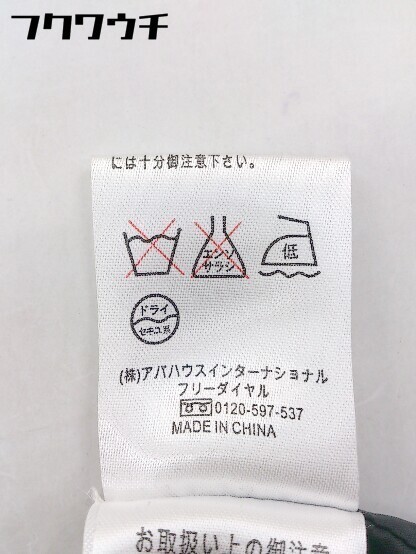 フクワウチ
には十分御注意下さい。
エンソ
サラシ
低
ドライ
セキユ系
(株)アバハウスインターナショナル
フリーダイヤル
0120-597-537
MADE IN CHINA
お取扱い上の御注意